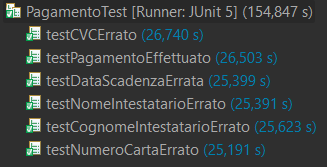 PagamentoTest [Runner: JUnit 5] (154,847 s)
testCVCErrato (26,740 s)
testPagamentoEffettuato (26,503 s)
testDataScadenzaErrata (25,399 s)
testNomeIntestatarioErrato (25,391 s)
testCognomeIntestatarioErrato (25,623 s)
testNumeroCartaErrato (25,191 s)